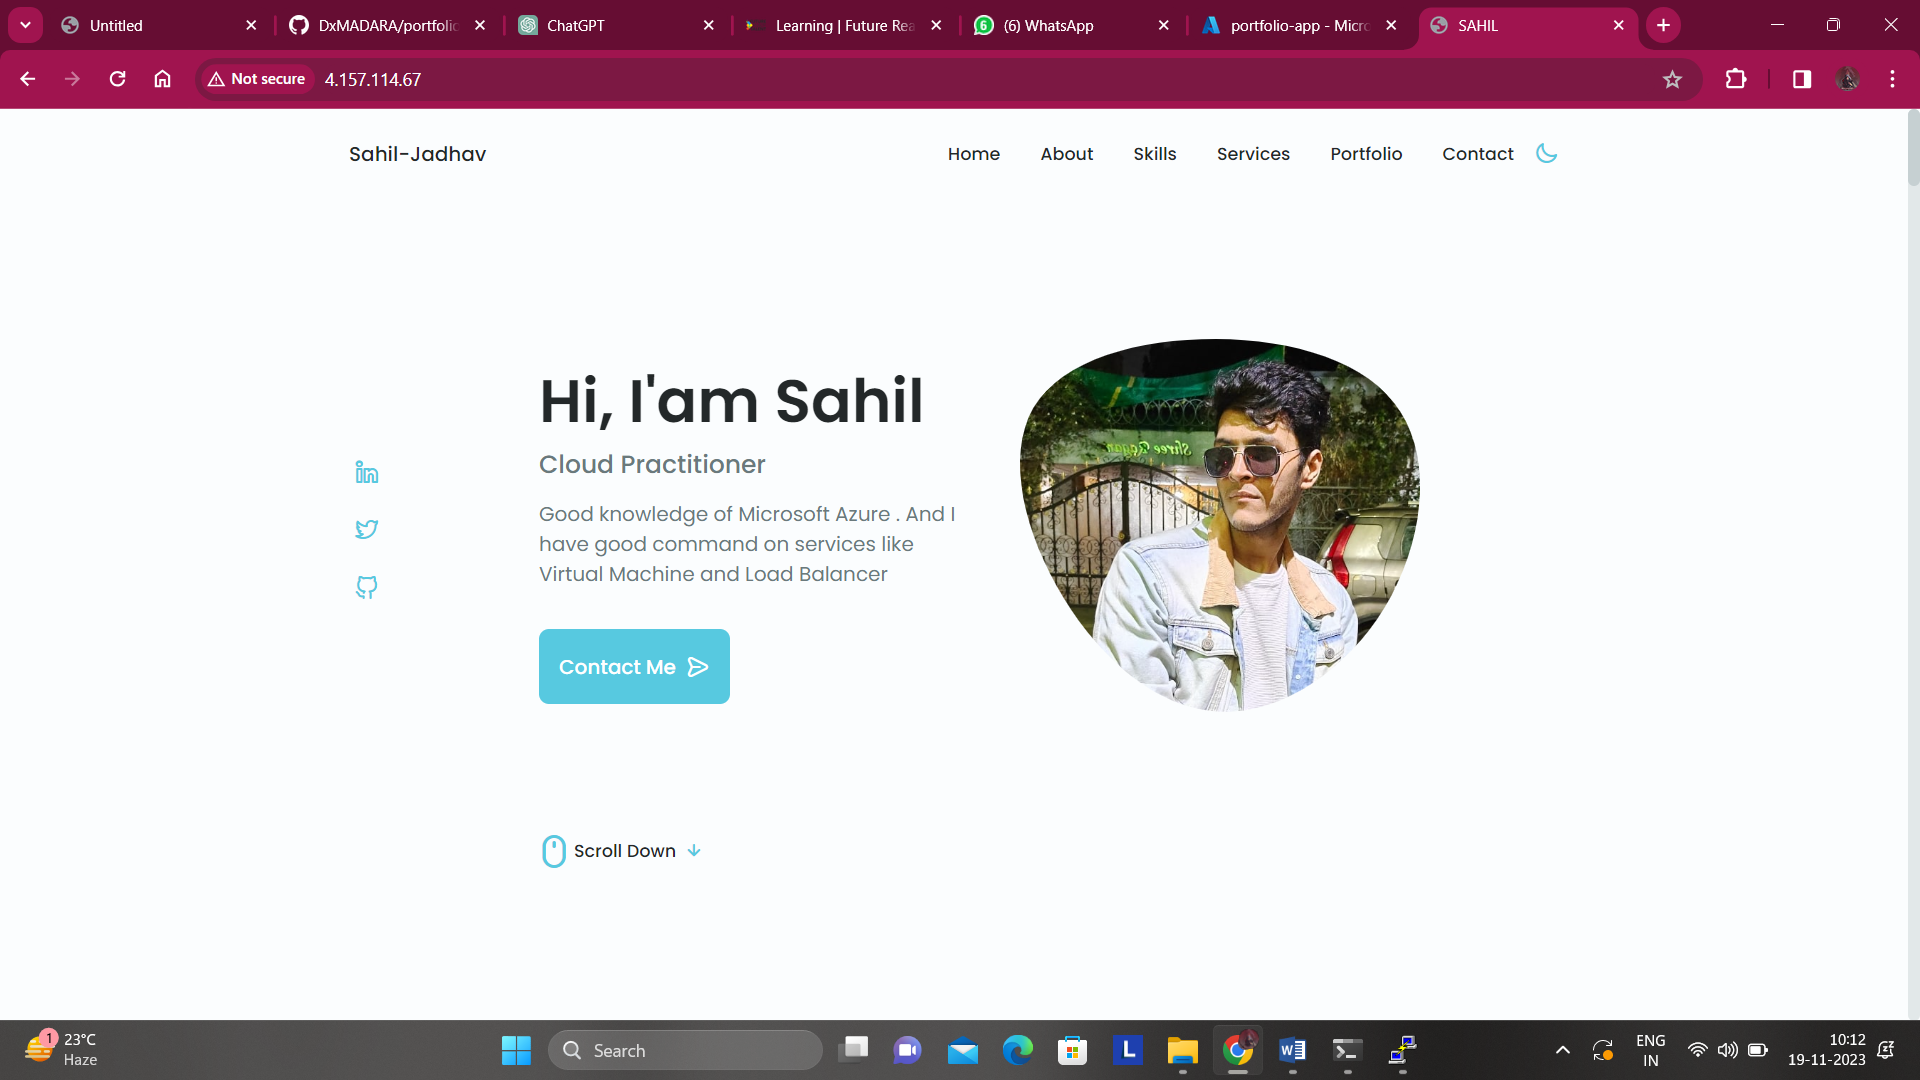 Untitled
DxMADARA/portfolio
ChatGPT
Learning | Future Rea
(6) WhatsApp
portfolio-app - Micro
SAHIL
Not secure
4.157.114.67
Sahil-Jadhav
Home
About
Skills
Services
Portfolio
Contact
Hi, I'am Sahil
Cloud Practitioner
Good knowledge of Microsoft Azure . And I
have good command on services like
Virtual Machine and Load Balancer
Contact Me
Scroll Down
1
23°C
Haze
Search
L
ENG
IN
10:12
19-11-2023